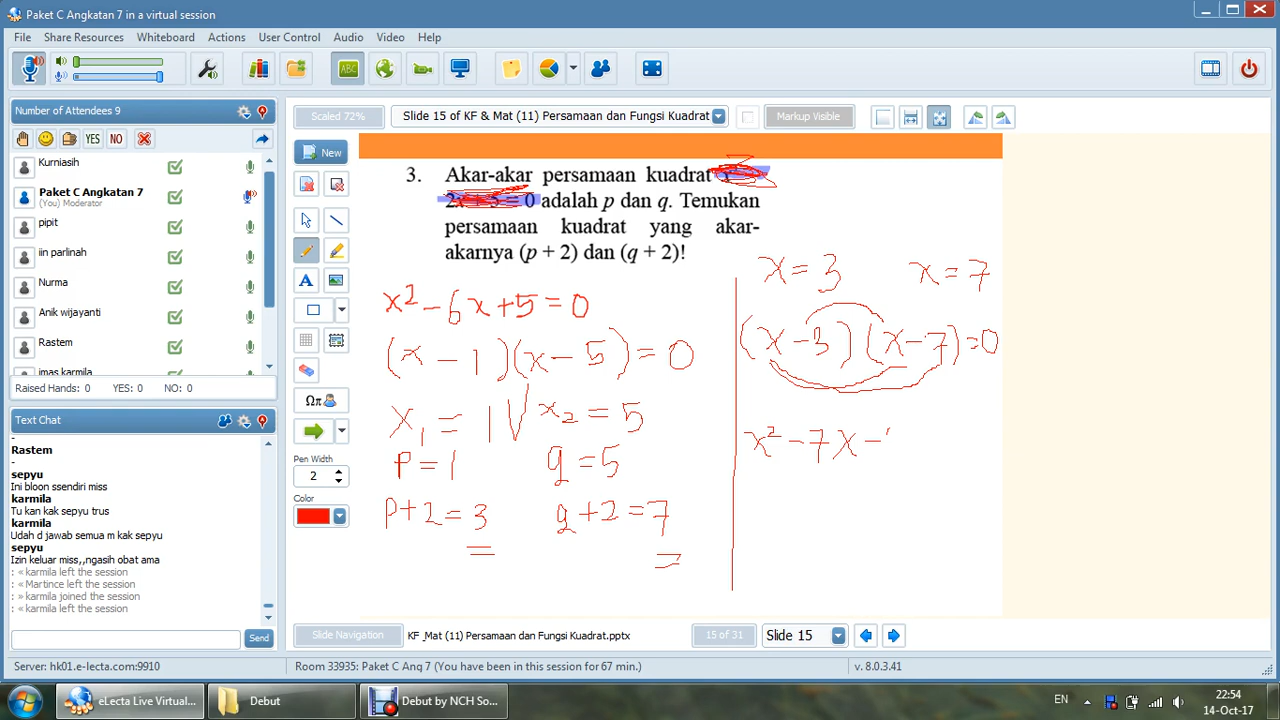 Paket C Angkatan 7 in a virtual session
File Share Resources Whiteboard Actions User Control Audio Video Help
Number of Attendees 9
Kurniasih
Paket C Angkatan 7
(You) Moderator
pipit
iin parlinah
Nurma
Anik wijayanti
Rastem
imas karmila
Raised Hands: 0 YES: 0 NO: 0
Text Chat
-
Rastem
-
sepyu
Ini bloon ssendiri miss
karmila
Tu kan kak sepyu trus
karmila
Udah d jawab semua m kak sepyu
sepyu
Izin keluar miss,,ngasih obat ama
: « karmila left the session
: « Martince left the session
: » karmila joined the session
: « karmila left the session
Send
YES NO
ABC
Scaled 72%
Slide 15 of KF & Mat (11) Persamaan dan Fungsi Kuadrat
Markup Visible
New
A
Ωπ
Pen Width
2
Color
3. Akar-akar persamaan kuadrat
= 0 adalah p dan q. Temukan
persamaan kuadrat yang akar-
akarnya (p + 2) dan (q + 2)!
x² - 6x + 5 = 0
(x - 1)(x - 5) = 0
x₁ = 1 V x₂ = 5
p = 1 q = 5
p + 2 = 3 q + 2 = 7
x = 3 x = 7
(x - 3)(x - 7) = 0
x² - 7x -
Slide Navigation
KF _Mat (11) Persamaan dan Fungsi Kuadrat.pptx
15 of 31
Slide 15
Server: hk01.e-lecta.com:9910
Room 33935: Paket C Ang 7 (You have been in this session for 67 min.)
v. 8.0.3.41
eLecta Live Virtual...
Debut
Debut by NCH So...
EN
22:54
14-Oct-17